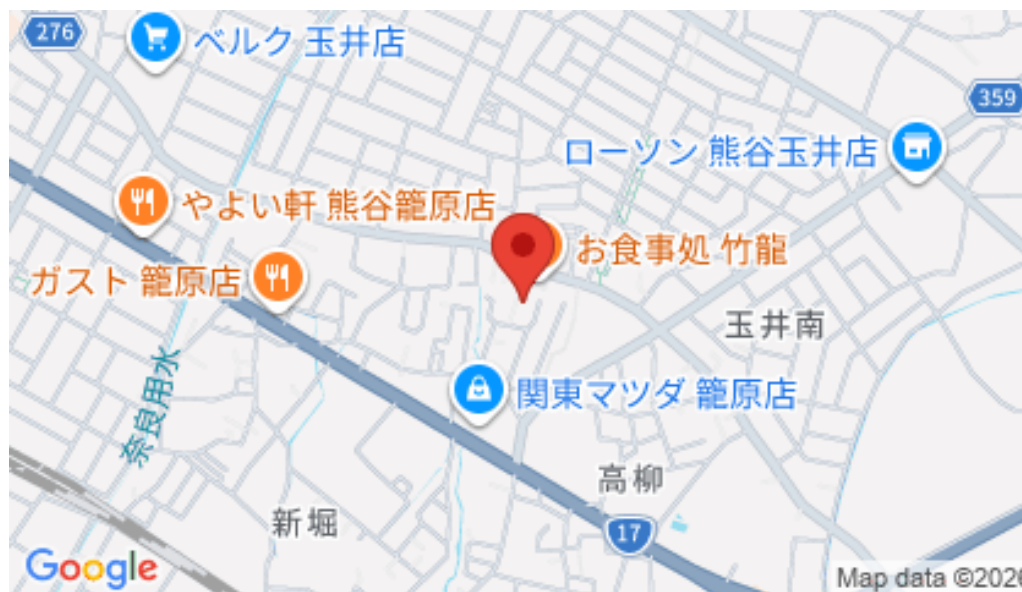 276
ベルク 玉井店
359
ローソン 熊谷玉井店
やよい軒 熊谷籠原店
お食事処 竹龍
ガスト 籠原店
玉井南
奈良用水
関東マツダ 籠原店
高柳
新堀
17
Google
Map data ©2026